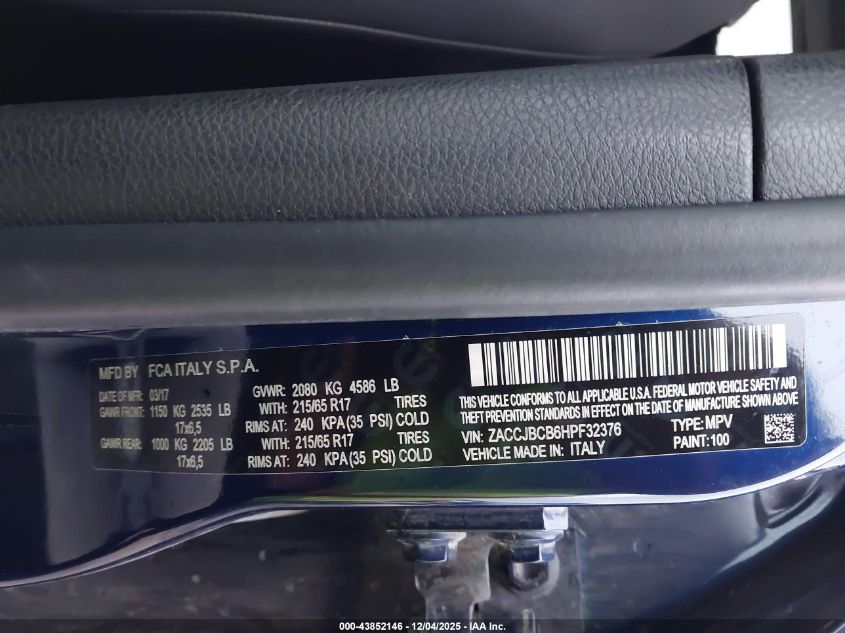 MFD BY FCA ITALY S.P.A.
DATE OF MFR: 03/17 GVWR: 2080 KG 4586 LB
GAWR FRONT: 1150 KG 2535 LB WITH: 215/65 R17 TIRES
17x6,5 RIMS AT: 240 KPA (35 PSI) COLD
GAWR REAR: 1000 KG 2205 LB WITH: 215/65 R17 TIRES
17x6,5 RIMS AT: 240 KPA (35 PSI) COLD
THIS VEHICLE CONFORMS TO ALL APPLICABLE U.S.A. FEDERAL MOTOR VEHICLE SAFETY AND
THEFT PREVENTION STANDARDS IN EFFECT ON THE DATE OF MANUFACTURE SHOWN ABOVE.
VIN: ZACCJBCB6HPF32376 TYPE: MPV
VEHICLE MADE IN: ITALY PAINT: 100
000-43852146 - 12/04/2025 - IAA Inc.